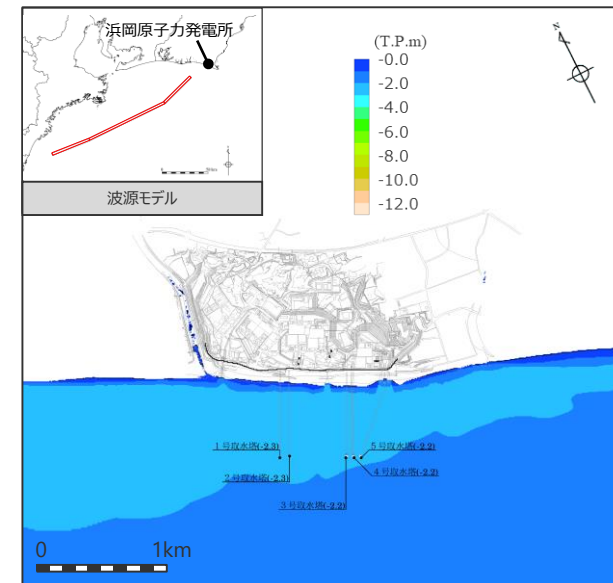 浜岡原子力発電所
波源モデル
(T.P.m)
-0.0
-2.0
-4.0
-6.0
-8.0
-10.0
-12.0
N
1号取水塔(-2.3)
2号取水塔(-2.3)
3号取水塔(-2.2)
4号取水塔(-2.2)
5号取水塔(-2.2)
0 1km